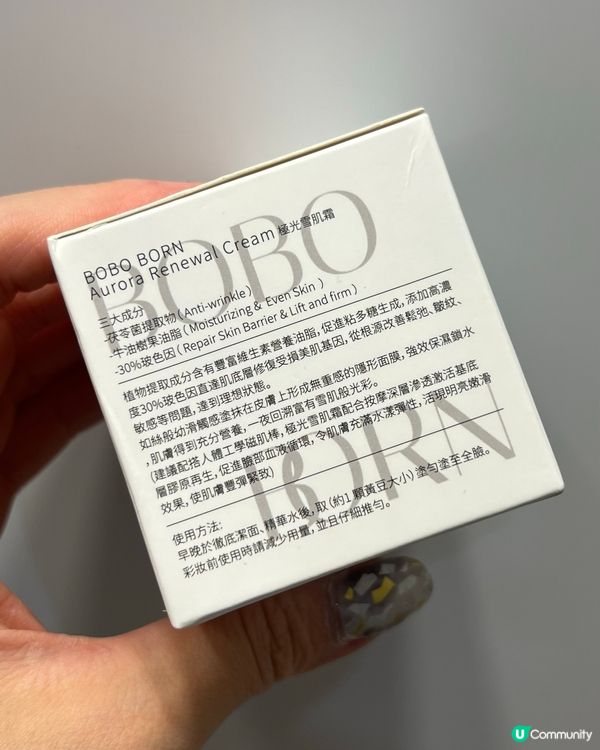 BOBO
BORN
BOBO BORN
Aurora Renewal Cream 極光雪肌霜
三大成分
-茯苓菌提取物(Anti-wrinkle)
-牛油樹果油脂(Moisturizing & Even Skin)
-30%玻色因(Repair Skin Barrier & Lift and firm)
植物提取成分含有豐富維生素營養油脂,促進粘多糖生成,添加高濃
度30%玻色因直達肌底層修復受損美肌基因,從根源改善鬆弛、皺紋、
敏感等問題,達到理想狀態。
如絲般幼滑觸感塗抹在皮膚上形成無重感的隱形面膜,強效保濕鎖水
,肌膚得到充分營養,一夜回溯富有雪肌般光彩。
(建議配搭人體工學磁肌棒,極光雪肌霜配合按摩深層滲透激活基底
層膠原再生,促進臉部血液循環,令肌膚充滿水漾彈性,活現明亮嫩滑
效果,使肌膚豐彈緊致)
使用方法:
早晚於徹底潔面、精華水後,取(約1顆黃豆大小)塗勻塗至全臉。
彩妝前使用時請減少用量,並且仔細推勻。
U Community